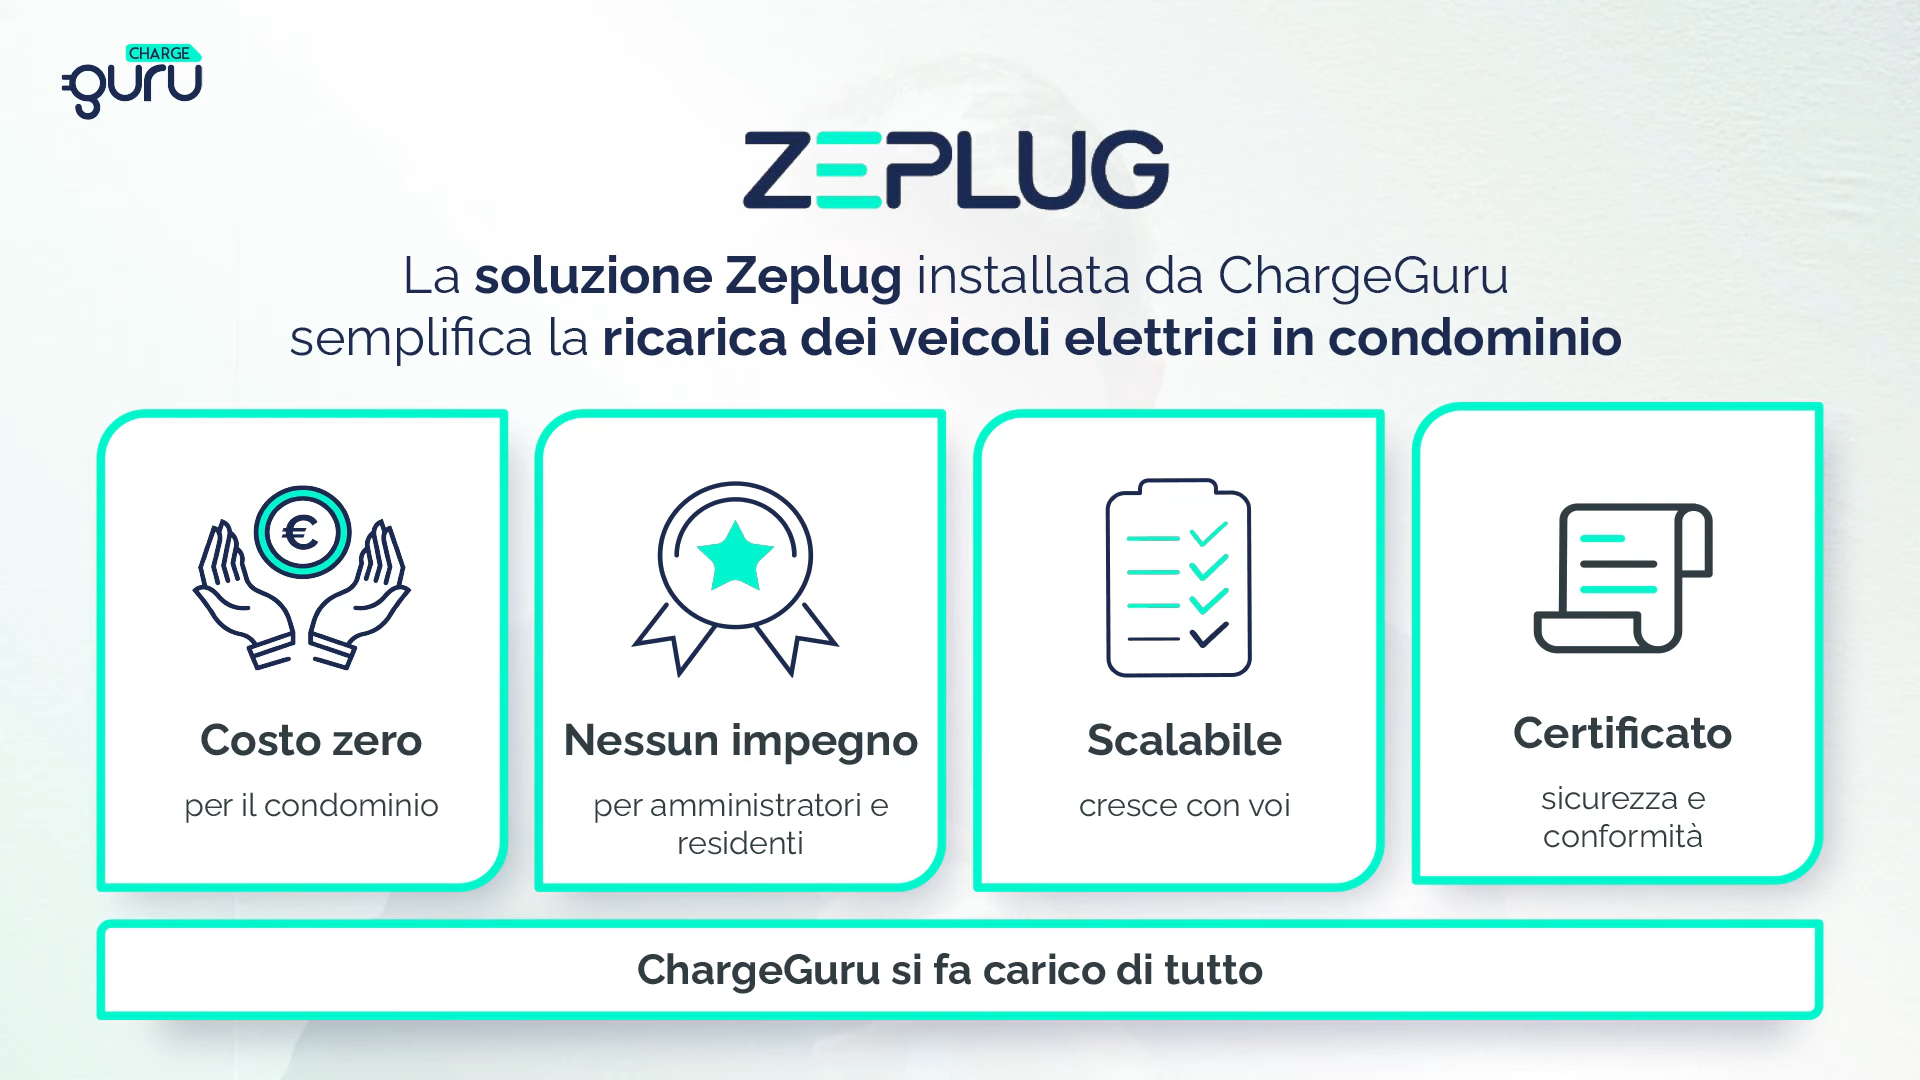 CHARGE
guru
ZEPLUG
La soluzione Zeplug installata da ChargeGuru
semplifica la ricarica dei veicoli elettrici in condominio
€
Costo zero
per il condominio
Nessun impegno
per amministratori e
residenti
Scalabile
cresce con voi
Certificato
sicurezza e
conformità
ChargeGuru si fa carico di tutto